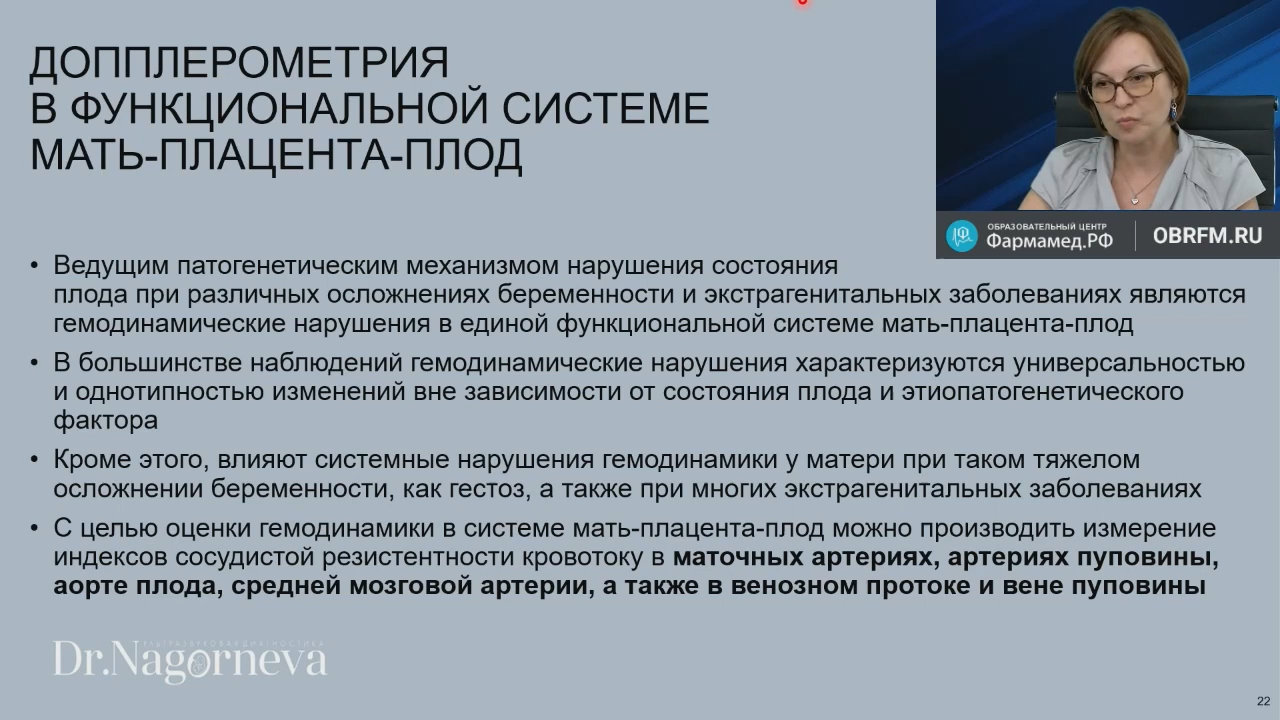 ДОППЛЕРОМЕТРИЯ
В ФУНКЦИОНАЛЬНОЙ СИСТЕМЕ
МАТЬ-ПЛАЦЕНТА-ПЛОД
ОБРАЗОВАТЕЛЬНЫЙ ЦЕНТР
Фармамед.РФ
OBRFM.RU
• Ведущим патогенетическим механизмом нарушения состояния
плода при различных осложнениях беременности и экстрагенитальных заболеваниях являются
гемодинамические нарушения в единой функциональной системе мать-плацента-плод
• В большинстве наблюдений гемодинамические нарушения характеризуются универсальностью
и однотипностью изменений вне зависимости от состояния плода и этиопатогенетического
фактора
• Кроме этого, влияют системные нарушения гемодинамики у матери при таком тяжелом
осложнении беременности, как гестоз, а также при многих экстрагенитальных заболеваниях
• С целью оценки гемодинамики в системе мать-плацента-плод можно производить измерение
индексов сосудистой резистентности кровотоку в маточных артериях, артериях пуповины,
аорте плода, средней мозговой артерии, а также в венозном протоке и вене пуповины
УЛЬТРАЗВУКОВАЯ ДИАГНОСТИКА
Dr.Nagorneva
22